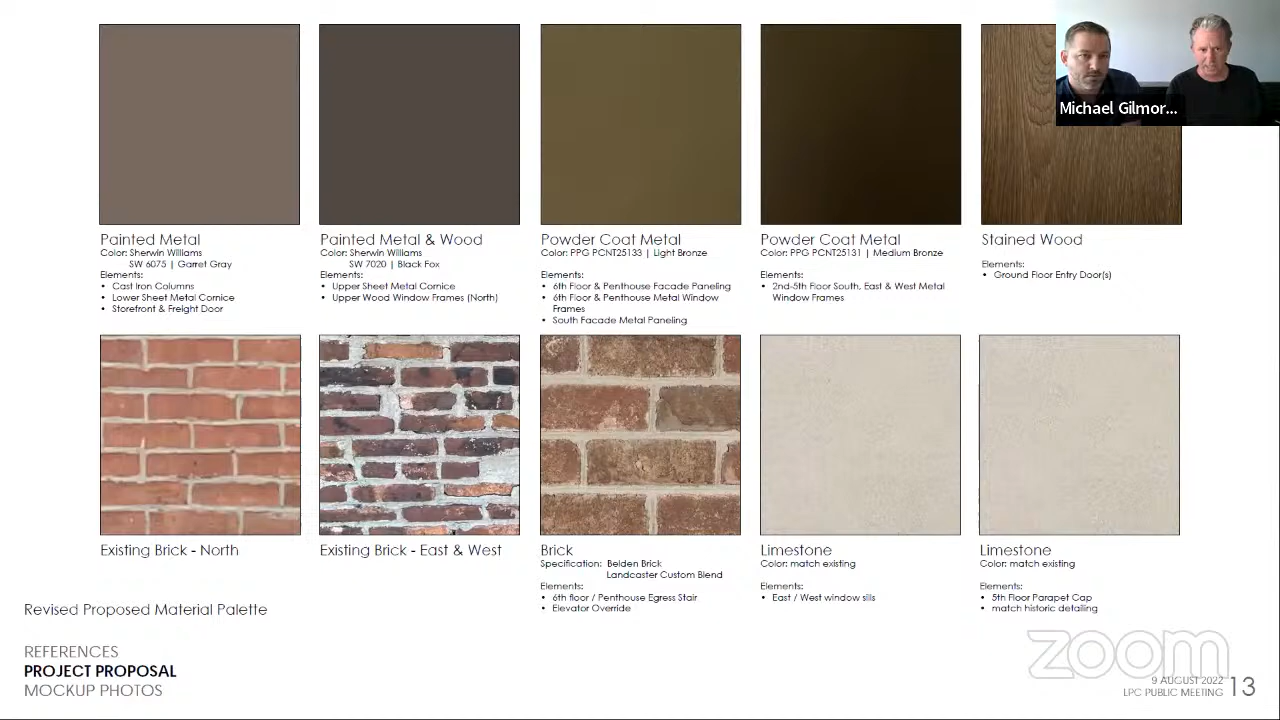 Michael Gilmor...
Painted Metal
Color: Sherwin Williams
SW 6075 | Garret Gray
Elements:
• Cast Iron Columns
• Lower Sheet Metal Cornice
• Storefront & Freight Door
Painted Metal & Wood
Color: Sherwin Williams
SW 7020 | Black Fox
Elements:
• Upper Sheet Metal Cornice
• Upper Wood Window Frames (North)
Powder Coat Metal
Color: PPG PCNT25133 | Light Bronze
Elements:
• 6th Floor & Penthouse Facade Paneling
• 6th Floor & Penthouse Metal Window
Frames
• South Facade Metal Paneling
Powder Coat Metal
Color: PPG PCNT25131 | Medium Bronze
Elements:
• 2nd-5th Floor South, East & West Metal
Window Frames
Stained Wood
Elements:
• Ground Floor Entry Door(s)
Existing Brick - North
Existing Brick - East & West
Brick
Specification: Belden Brick
Landcaster Custom Blend
Elements:
• 6th floor / Penthouse Egress Stair
• Elevator Override
Limestone
Color: match existing
Elements:
• East / West window sills
Limestone
Color: match existing
Elements:
• 5th Floor Parapet Cap
• match historic detailing
Revised Proposed Material Palette
REFERENCES
PROJECT PROPOSAL
MOCKUP PHOTOS
zoom
9 AUGUST 2022
LPC PUBLIC MEETING 13